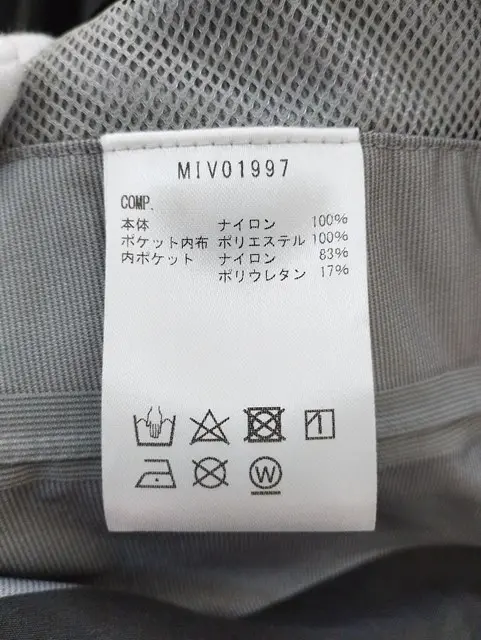 MIV01997
COMP.
本体 ナイロン 100%
ポケット内布 ポリエステル 100%
内ポケット ナイロン 83%
ポリウレタン 17%
W